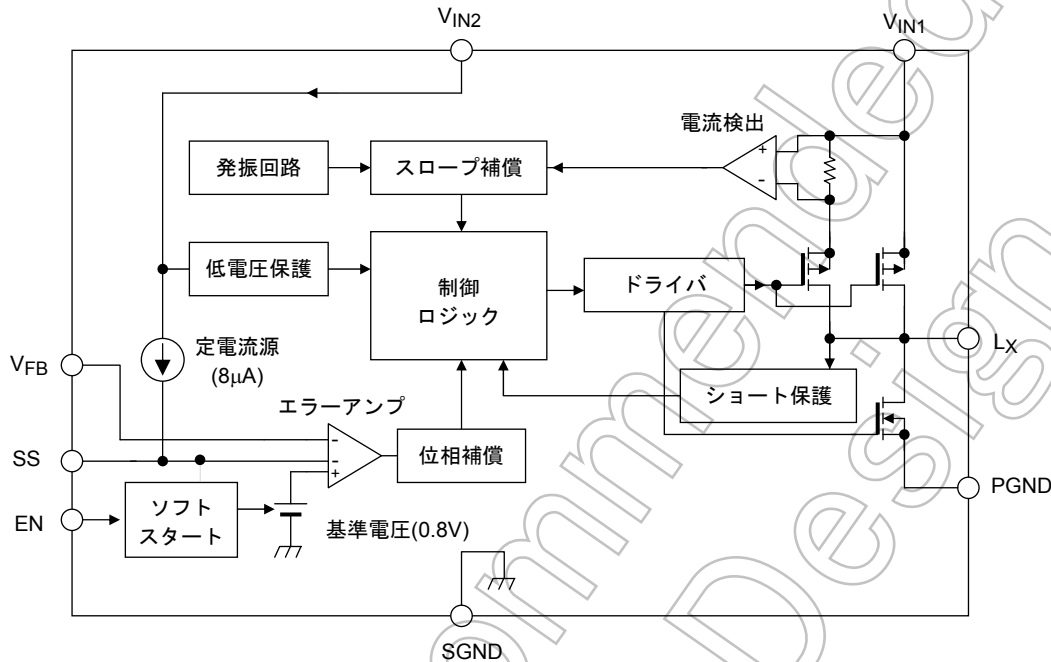 VIN2
VIN1
電流検出
+
-
発振回路
スロープ補償
低電圧保護
制御
ロジック
ドライバ
LX
VFB
定電流源
(8μA)
ショート保護
エラーアンプ
-
-
+
位相補償
SS
PGND
EN
ソフト
スタート
基準電圧(0.8V)
SGND
ommended
Design